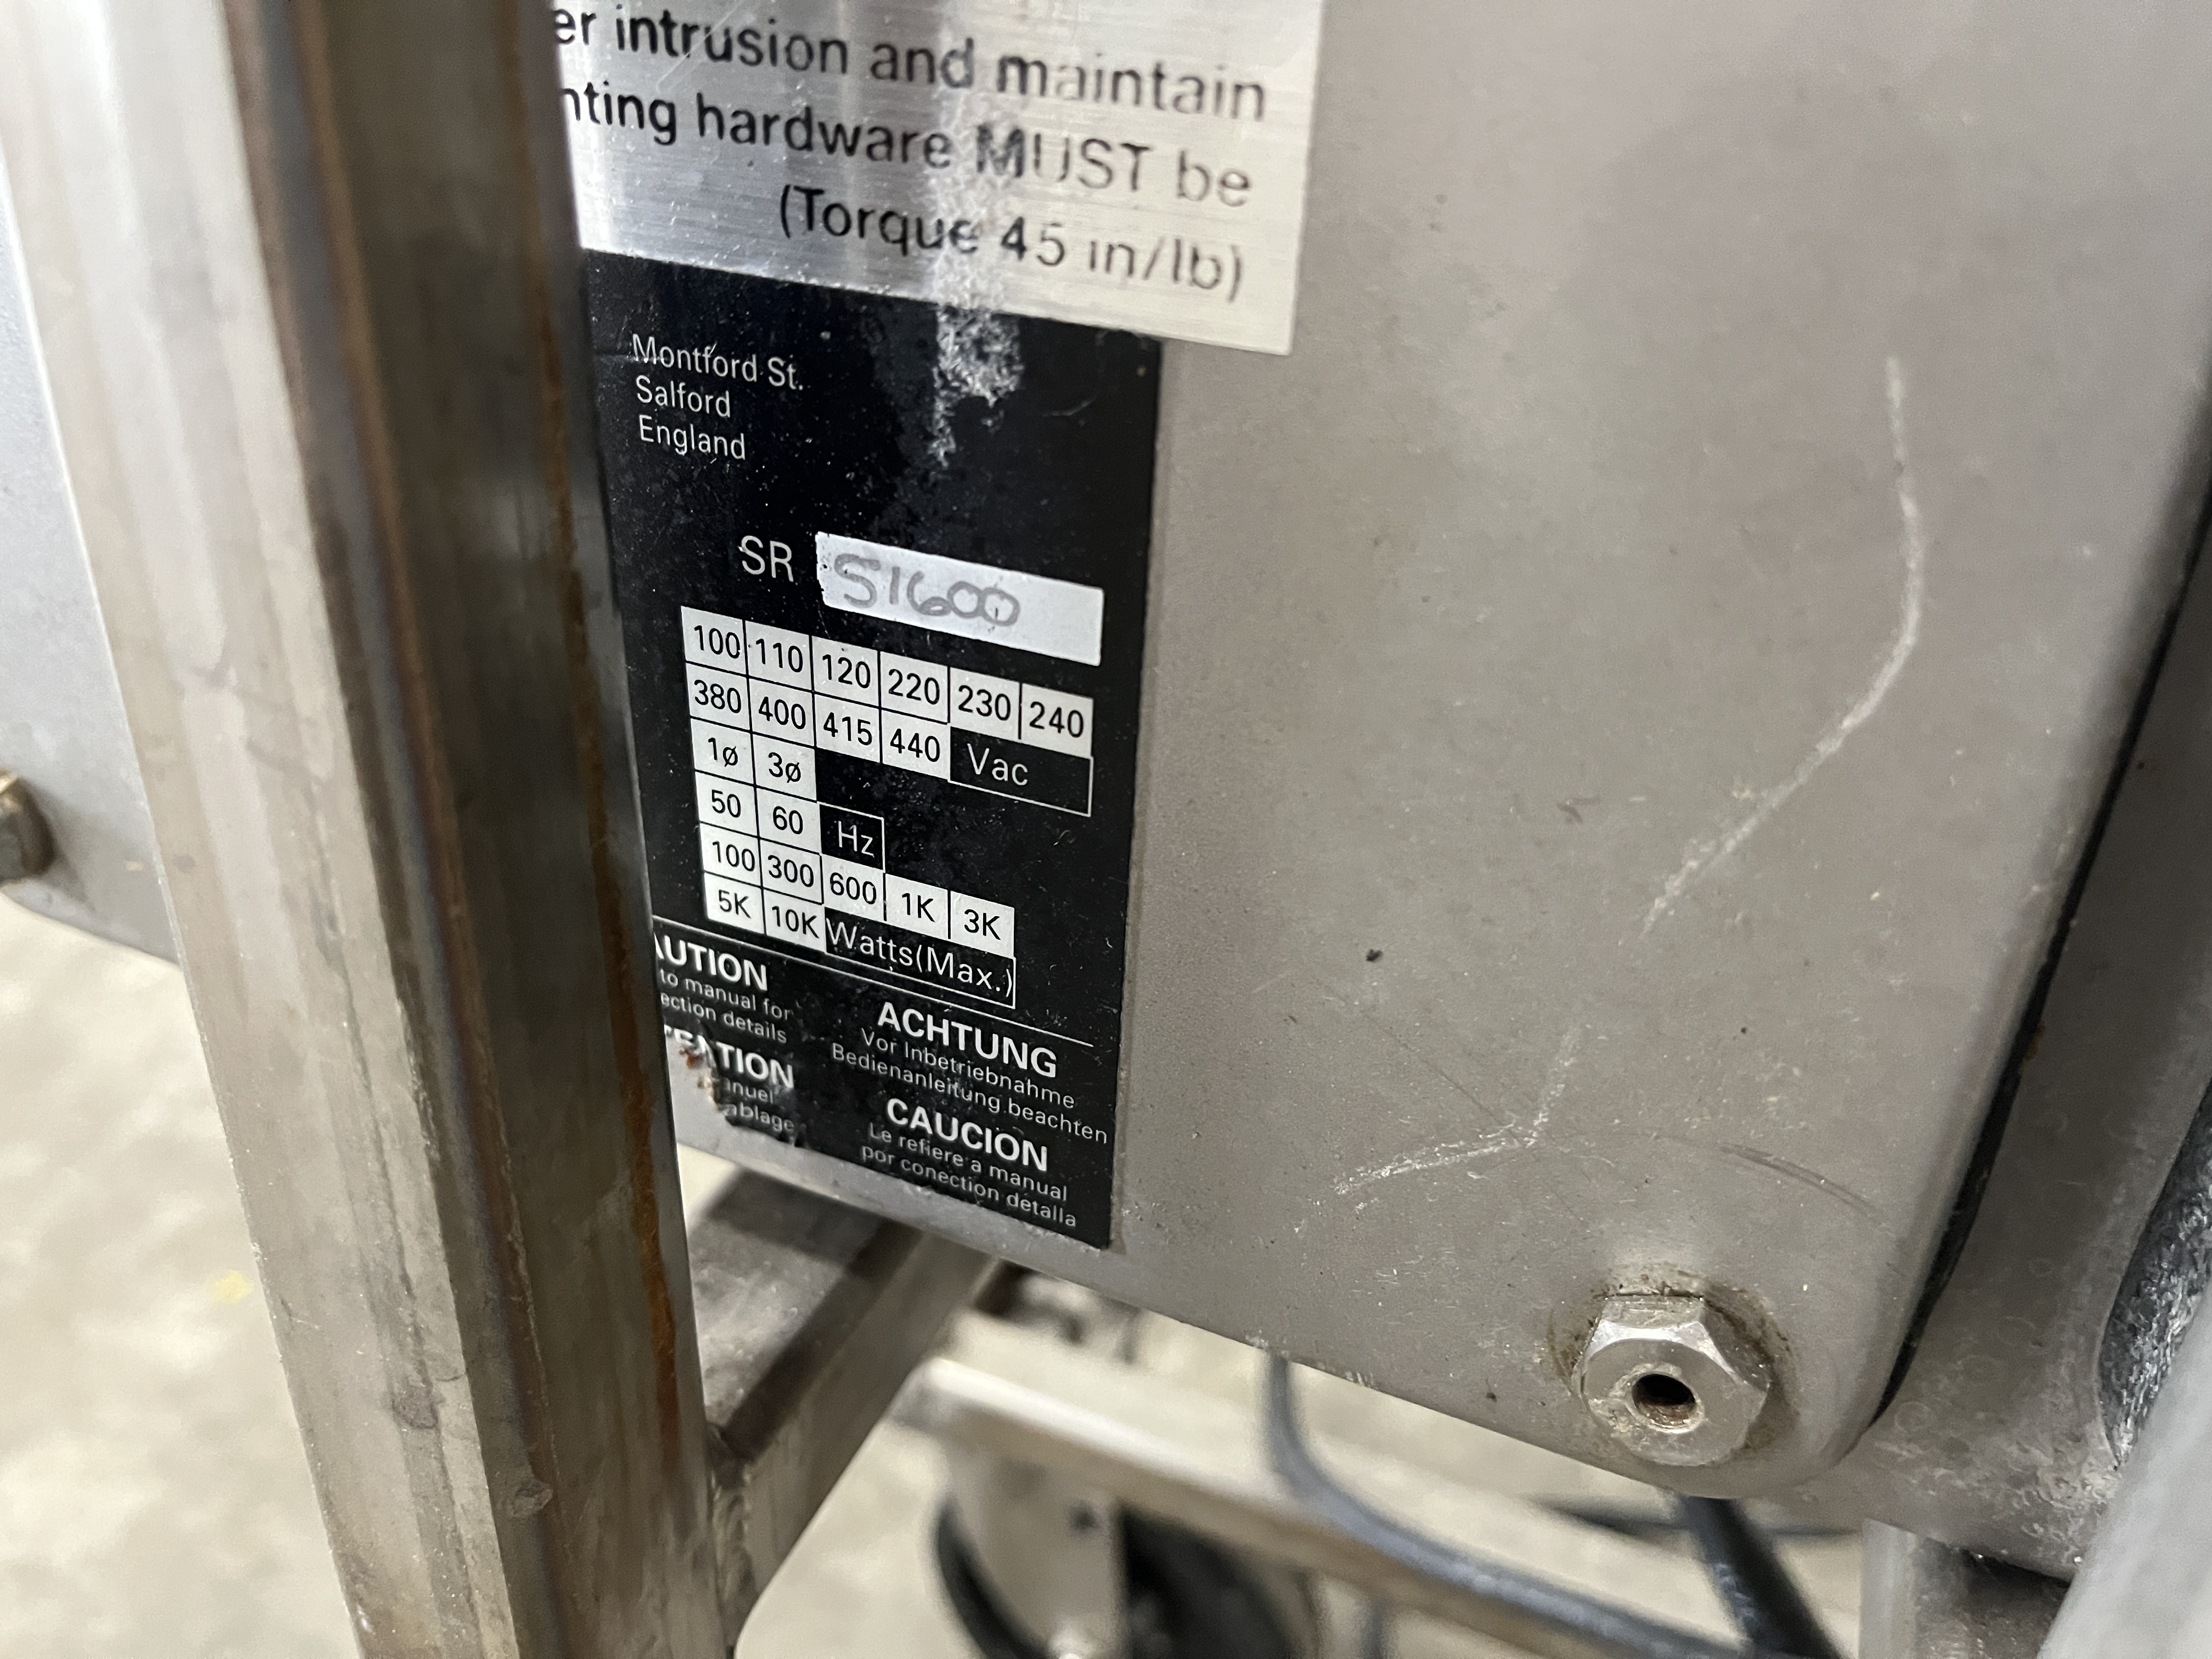 er intrusion and maintain
nting hardware MUST be
(Torque 45 in/lb)
Montford St.
Salford
England
SR S1600
100 110 120 220 230 240
380 400 415 440 Vac
1ø 3ø
50 60 Hz
100 300 600 1K 3K
5K 10K Watts(Max.)
AUTION
to manual for
ection details
ACHTUNG
Vor Inbetriebnahme
Bedienanleitung beachten
TION
nuel
ablage
CAUCION
Le refiere a manual
por conection detalla